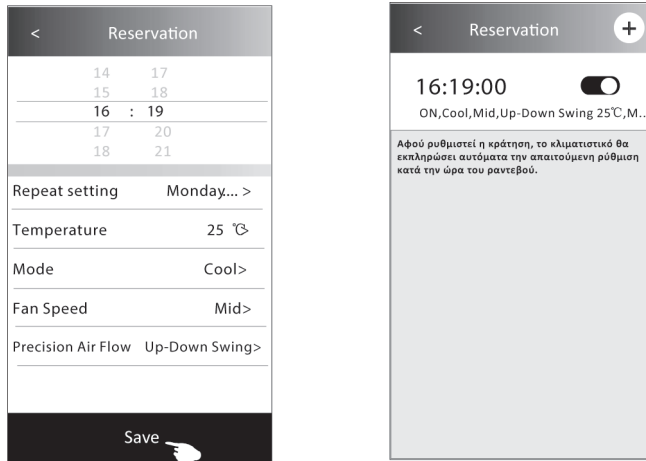 < Reservation
14 17
15 18
16 : 19
17 20
18 21
Repeat setting Monday.... >
Temperature 25 ℃>
Mode Cool>
Fan Speed Mid>
Precision Air Flow Up-Down Swing>
Save
< Reservation +
16:19:00
ON,Cool,Mid,Up-Down Swing 25℃,M..
Αφού ρυθμιστεί η κράτηση, το κλιματιστικό θα
εκπληρώσει αυτόματα την απαιτούμενη ρύθμιση
κατά την ώρα του ραντεβού.